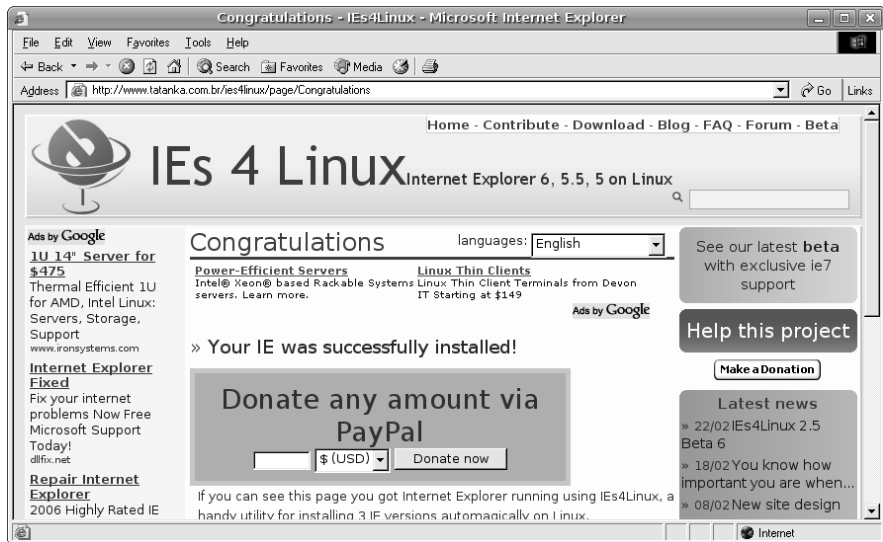 Congratulations - IEs4Linux - Microsoft Internet Explorer
File Edit View Favorites Tools Help
Back Search Favorites Media
Address http://www.tatanka.com.br/ies4linux/page/Congratulations Go Links
Home - Contribute - Download - Blog - FAQ - Forum - Beta
IEs 4 Linux Internet Explorer 6, 5.5, 5 on Linux
Ads by Google
1U 14" Server for
$475
Thermal Efficient 1U
for AMD, Intel Linux:
Servers, Storage,
Support
www.ironsystems.com
Internet Explorer
Fixed
Fix your internet
problems Now Free
Microsoft Support
Today!
dllfix.net
Repair Internet
Explorer
2006 Highly Rated IE
Congratulations
languages: English
Power-Efficient Servers
Intel® Xeon® based Rackable Systems
servers. Learn more.
Linux Thin Clients
Linux Thin Client Terminals from Devon
IT Starting at $149
Ads by Google
» Your IE was successfully installed!
Donate any amount via
PayPal
$ (USD) Donate now
If you can see this page you got Internet Explorer running using IEs4Linux, a
handy utility for installing 3 IE versions automagically on Linux.
See our latest beta
with exclusive ie7
support
Help this project
Make a Donation
Latest news
» 22/02 IEs4Linux 2.5
Beta 6
» 18/02 You know how
important you are when...
» 08/02 New site design
Internet